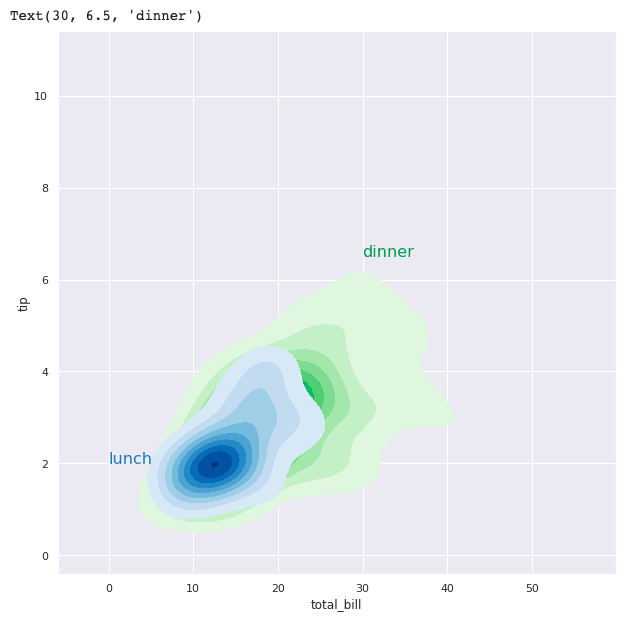 Text(30, 6.5, 'dinner')
10
8
dinner
6
tip
4
lunch
2
0
0 10 20 30 40 50
total_bill